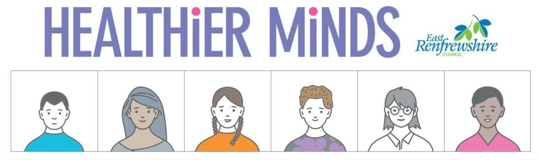 HEALTHiER MiNDS
East
Renfrewshire
COUNCIL